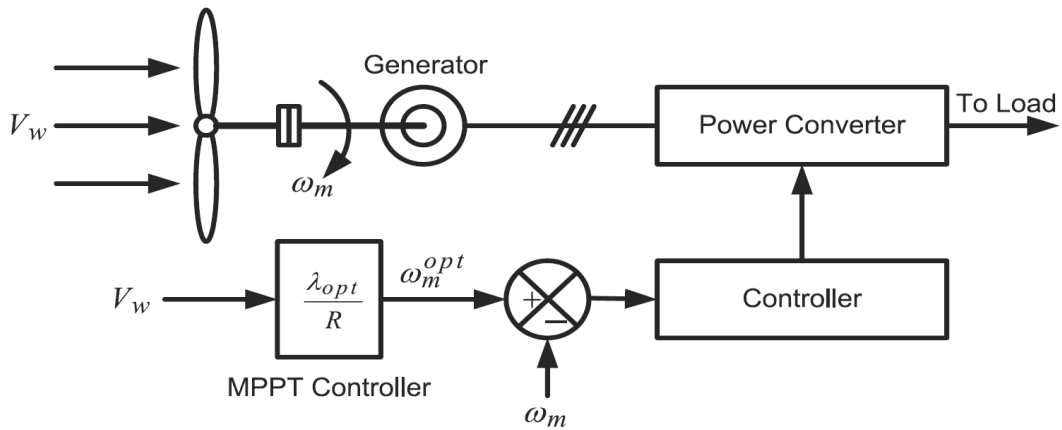 Generator
V_w
Power Converter
To Load
ω_m
V_w
λ_opt
R
ω_m^opt
+
−
Controller
MPPT Controller
ω_m